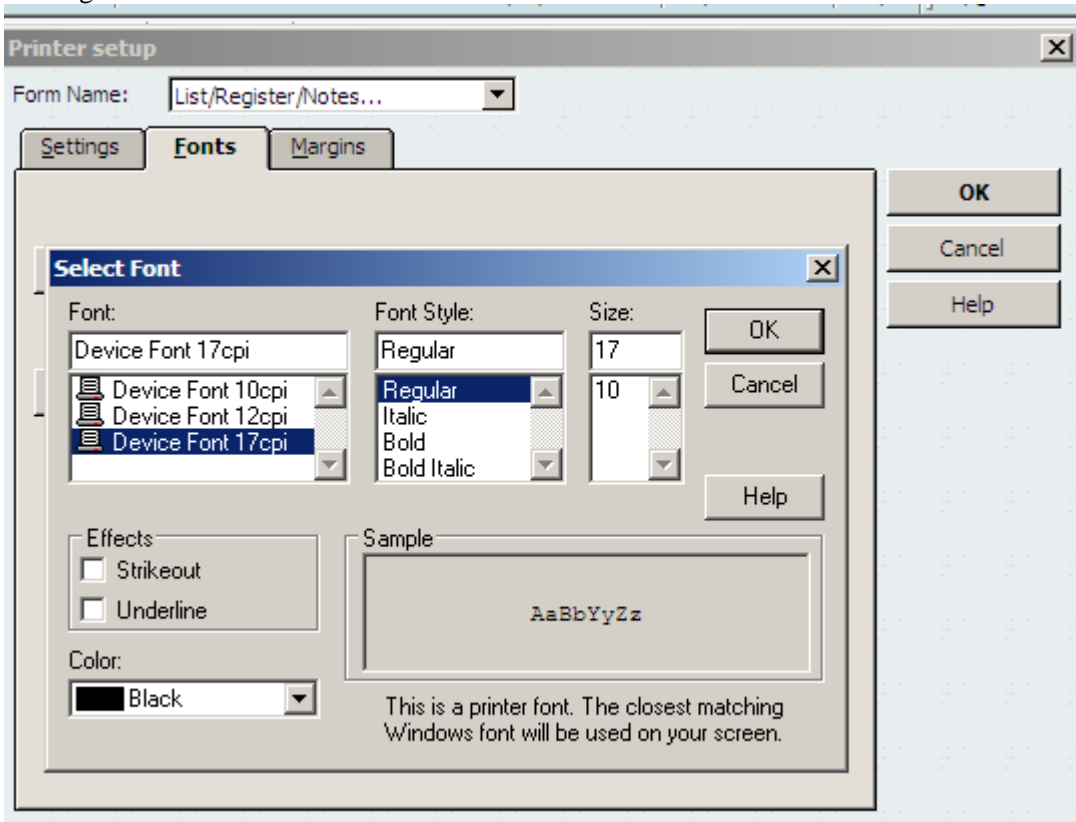 Printer setup
Form Name: List/Register/Notes...
Settings Fonts Margins
OK
Cancel
Help
Select Font
Font: Font Style: Size:
Device Font 17cpi Regular 17 OK
Device Font 10cpi Regular 10 Cancel
Device Font 12cpi Italic
Device Font 17cpi Bold
Bold Italic
Help
Effects Sample
Strikeout
Underline AaBbYyZz
Color:
Black
This is a printer font. The closest matching
Windows font will be used on your screen.